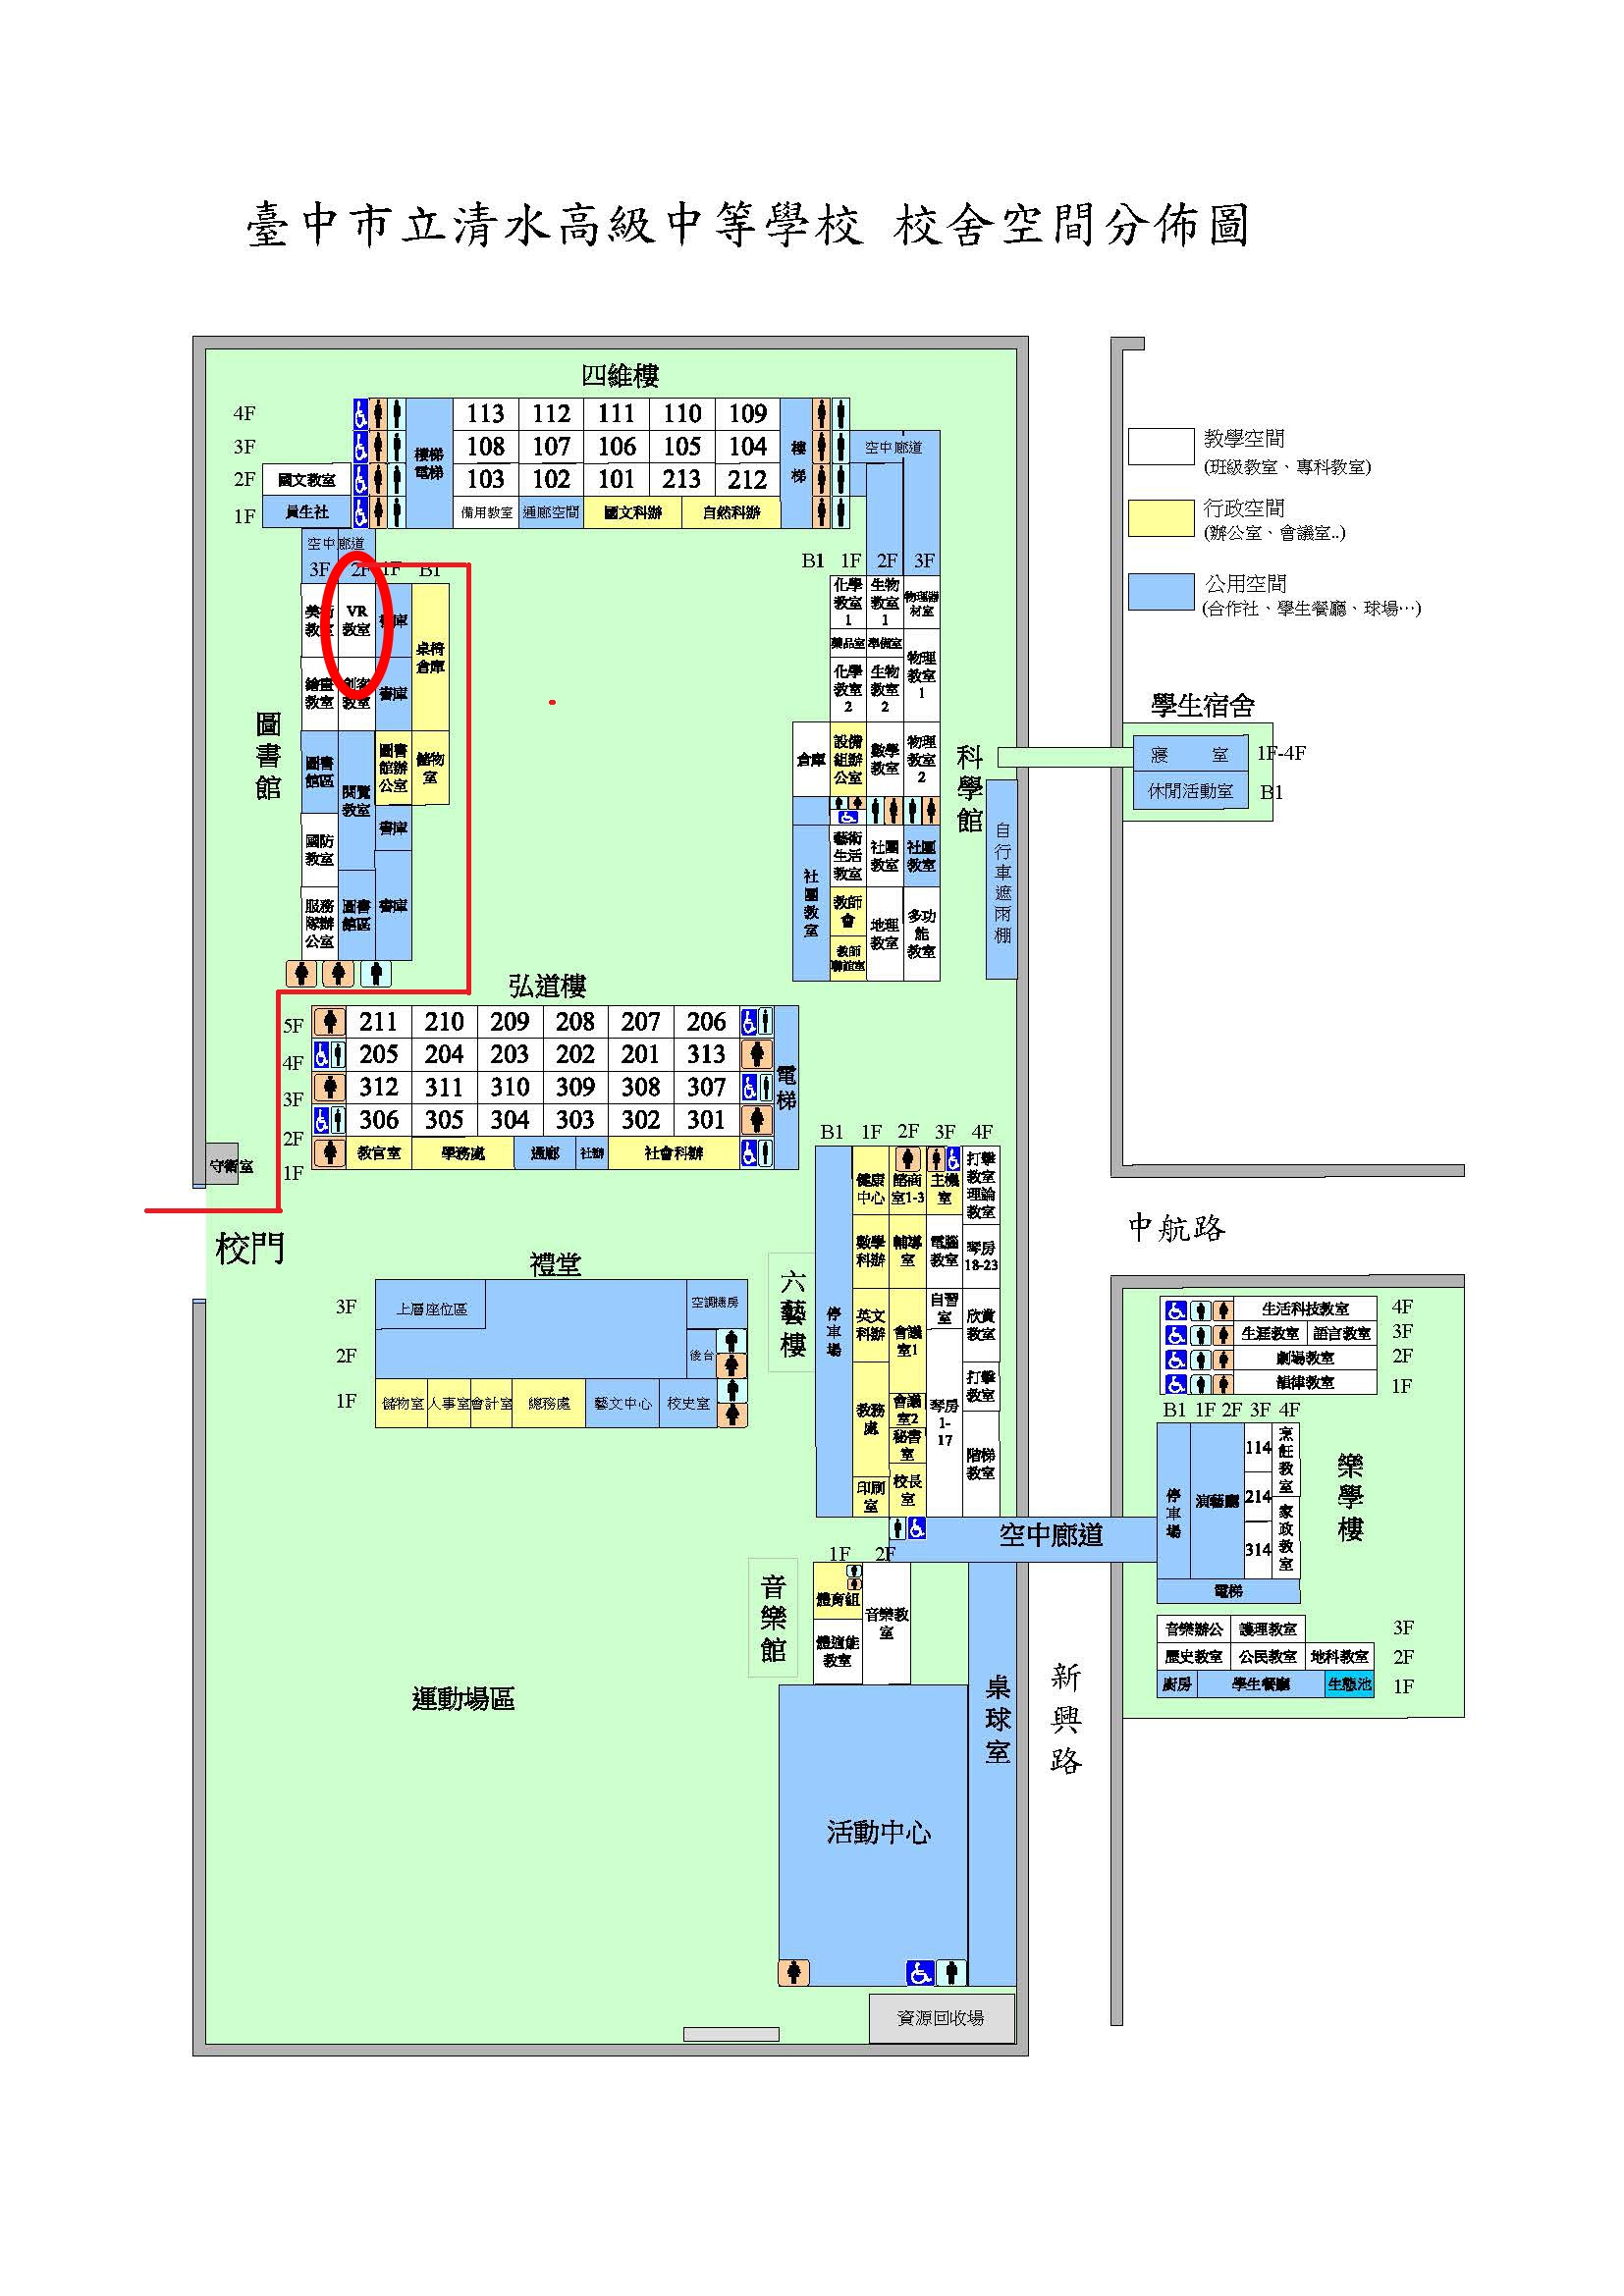 臺中市立清水高級中等學校 校舍空間分佈圖
四維樓
4F 樓梯 電梯 113 112 111 110 109 樓梯
3F 108 107 106 105 104 空中廊道
2F 國文教室 103 102 101 213 212
1F 員生社 備用教室 通廊空間 國文科辦 自然科辦
教學空間
(班級教室、專科教室)
行政空間
(辦公室、會議室..)
公用空間
(合作社、學生餐廳、球場…)
空中廊道
圖書館
3F 2F 1F B1
美術教室 VR教室 書庫 桌椅倉庫
繪畫教室 創客教室 書庫
圖書館區 閱覽教室 圖書館辦公室 儲物室
國防教室 書庫
服務隊辦公室 圖書館區 書庫
科學館
B1 1F 2F 3F
化學教室1 生物教室1 物理器材室
藥品室 準備室
化學教室2 生物教室2 物理教室1
倉庫 設備組辦公室 數學教室 物理教室2
社團教室 藝術生活教室 社團教室 社團教室
教師會 地理教室 多功能教室
教師聯誼室
自行車遮雨棚
學生宿舍
寢室 1F-4F
休閒活動室 B1
弘道樓
5F 211 210 209 208 207 206 電梯
4F 205 204 203 202 201 313
3F 312 311 310 309 308 307
2F 306 305 304 303 302 301
1F 教官室 學務處 通廊 社辦 社會科辦
守衛室
校門
禮堂
3F 上層座位區 空調機房
2F 後台
1F 儲物室 人事室 會計室 總務處 藝文中心 校史室
六藝樓
B1 1F 2F 3F 4F
停車場 健康中心 諮商室1-3 主機室 打擊教室 理論教室
數學科辦 輔導室 電腦教室 琴房18-23
英文科辦 會議室1 自習室 欣賞教室
教務處 會議室2 琴房1-17 打擊教室
秘書室 階梯教室
印刷室 校長室
空中廊道
中航路
生活科技教室 4F
生涯教室 語言教室 3F
劇場教室 2F
韻律教室 1F
B1 1F 2F 3F 4F
停車場 演藝廳 114 烹飪教室
214
314 家政教室
電梯
樂學樓
音樂辦公 護理教室 3F
歷史教室 公民教室 地科教室 2F
廚房 學生餐廳 生態池 1F
音樂館
1F 2F
體育組 音樂教室
體適能教室
桌球室
新興路
運動場區
活動中心
資源回收場